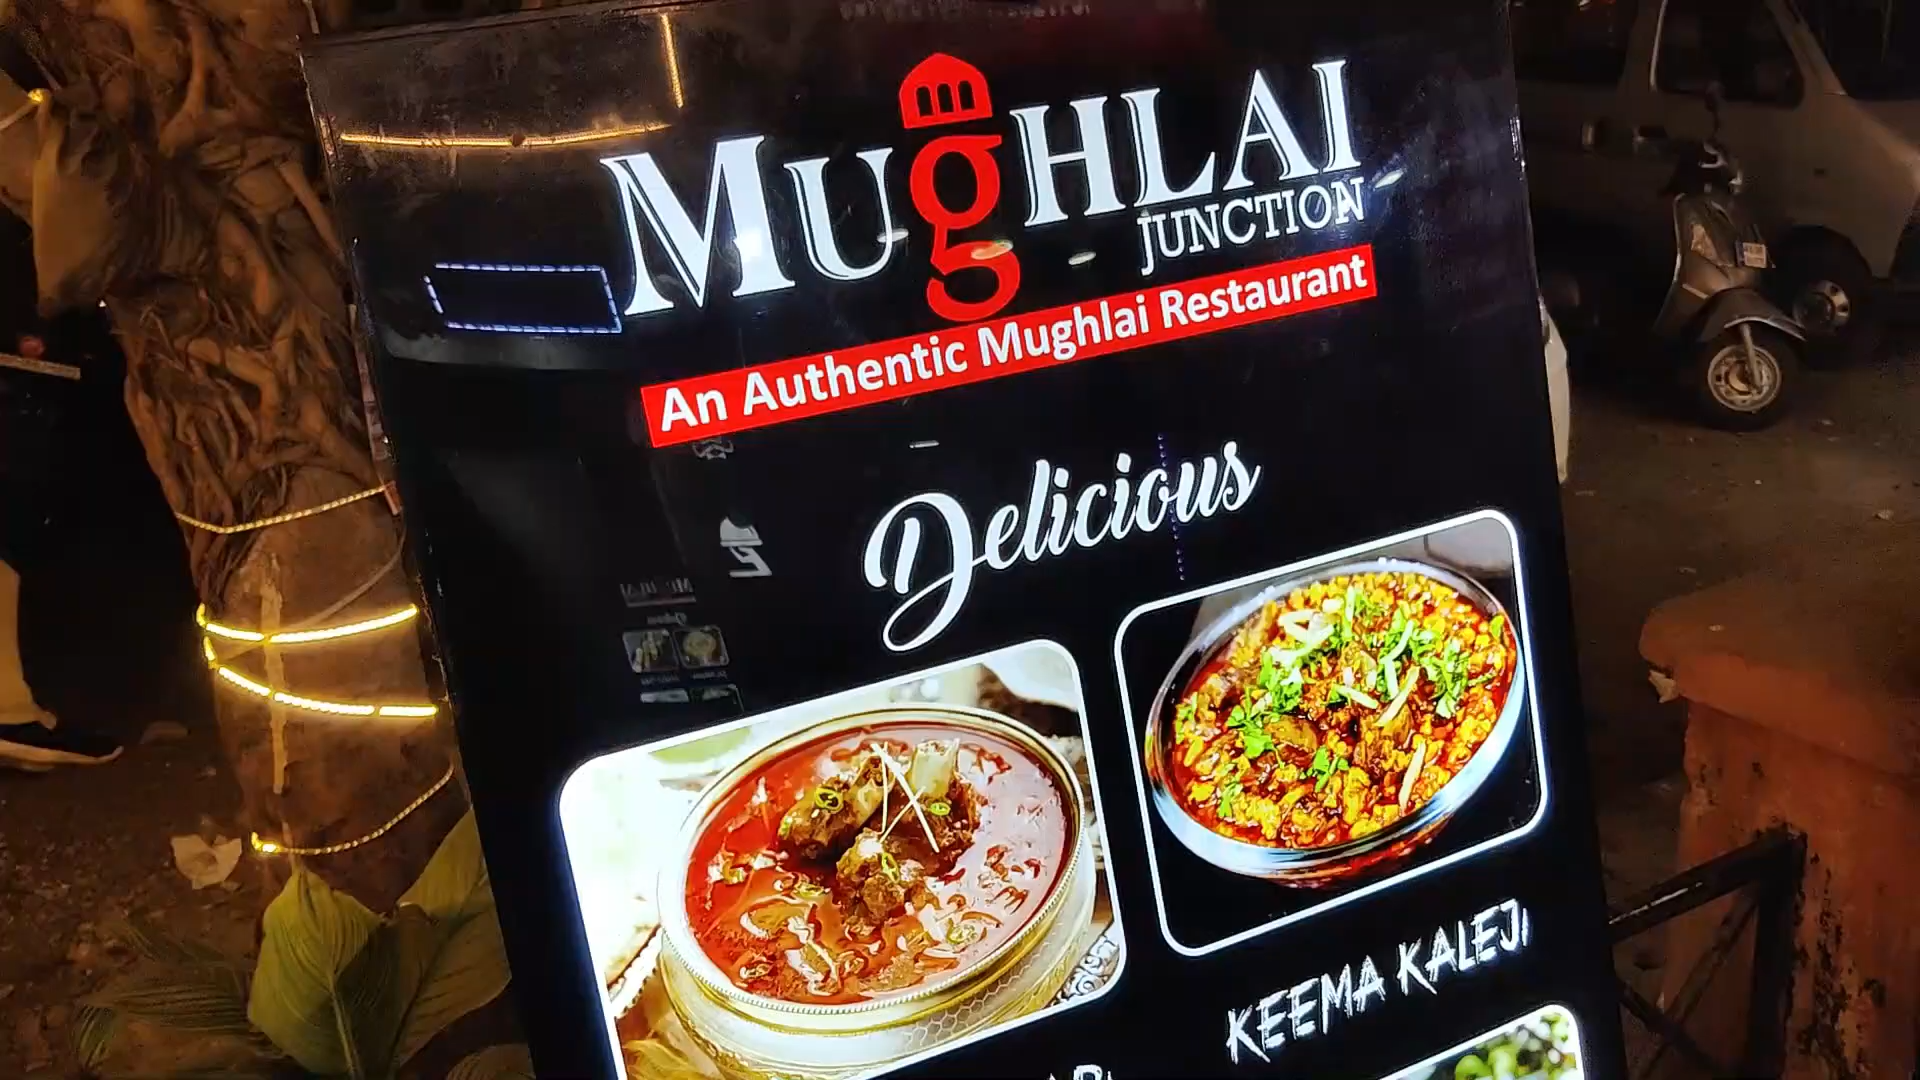 MUgHLAI
JUNCTION
An Authentic Mughlai Restaurant
Delicious
KEEMA KALEJI